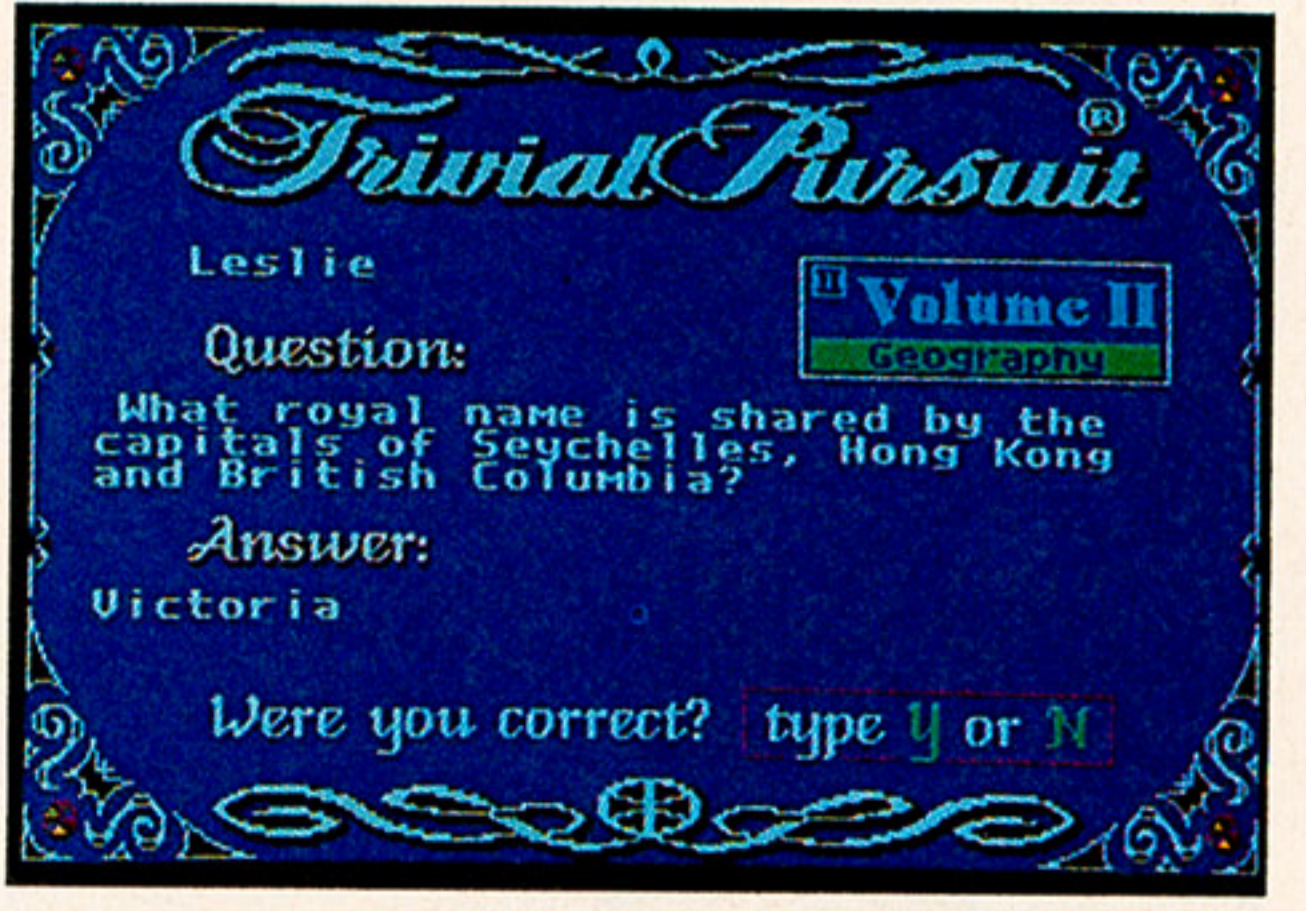 Trivial Pursuit ®
Leslie
II Volume II
Geography
Question:
What royal name is shared by the
capitals of Seychelles, Hong Kong
and British Columbia?
Answer:
Victoria
Were you correct? type Y or N